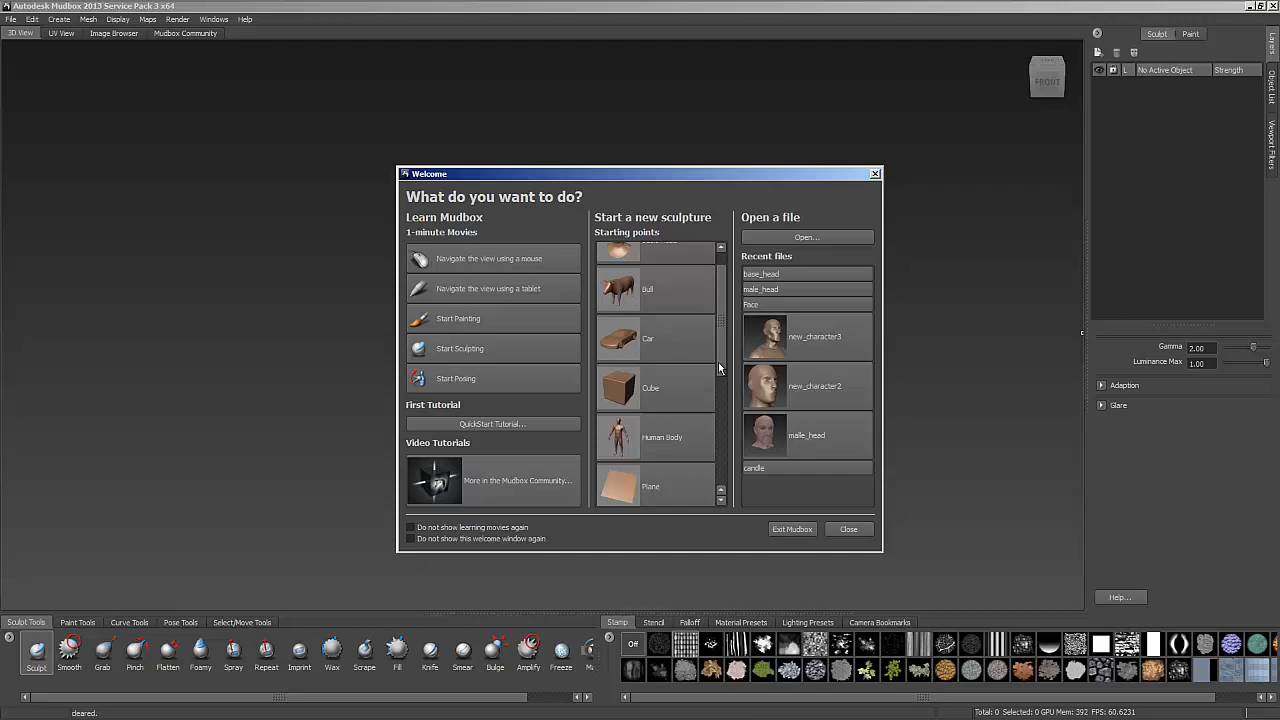 Autodesk Mudbox 2013 Service Pack 3 x64
File Edit Create Mesh Display Maps Render Windows Help
3D View UV View Image Browser Mudbox Community
Sculpt Paint
Layers
Object List
Viewport Filters
L No Active Object Strength
FRONT
Welcome
What do you want to do?
Learn Mudbox
1-minute Movies
Navigate the view using a mouse
Navigate the view using a tablet
Start Painting
Start Sculpting
Start Posing
First Tutorial
QuickStart Tutorial...
Video Tutorials
More in the Mudbox Community...
Start a new sculpture
Starting points
Bull
Car
Cube
Human Body
Plane
Open a file
Open...
Recent files
base_head
male_head
Face
new_character3
new_character2
malle_head
candle
Do not show learning movies again
Do not show this welcome window again
Exit Mudbox Close
Gamma 2.00
Luminance Max 1.00
Adaption
Glare
Help...
Sculpt Tools Paint Tools Curve Tools Pose Tools Select/Move Tools
Sculpt Smooth Grab Pinch Flatten Foamy Spray Repeat Imprint Wax Scrape Fill Knife Smear Bulge Amplify Freeze
Stamp Stencil Falloff Material Presets Lighting Presets Camera Bookmarks
Off
cleared.
Total: 0 Selected: 0 GPU Mem: 392 FPS: 60.6231